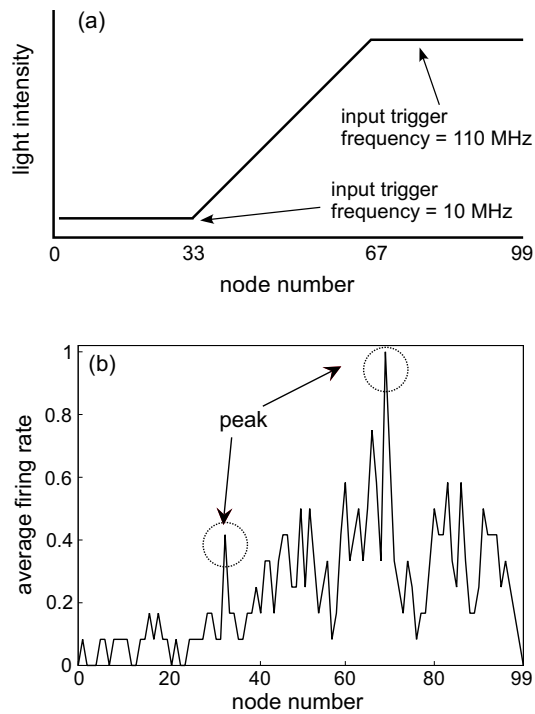 (a)
light intensity
input trigger
frequency = 110 MHz
input trigger
frequency = 10 MHz
0 33 67 99
node number
(b)
1
0.8
0.6
0.4
0.2
0
average firing rate
peak
0 20 40 60 80 99
node number